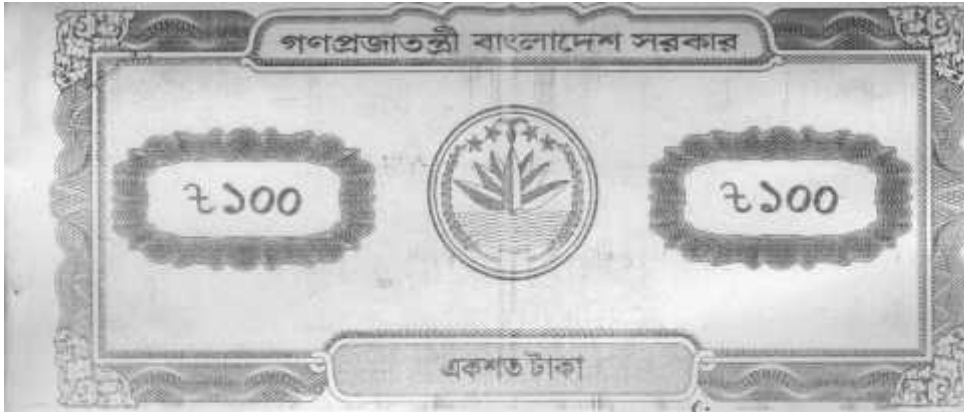 গণপ্রজাতন্ত্রী বাংলাদেশ সরকার
৳ ১০০
৳ ১০০
একশত টাকা